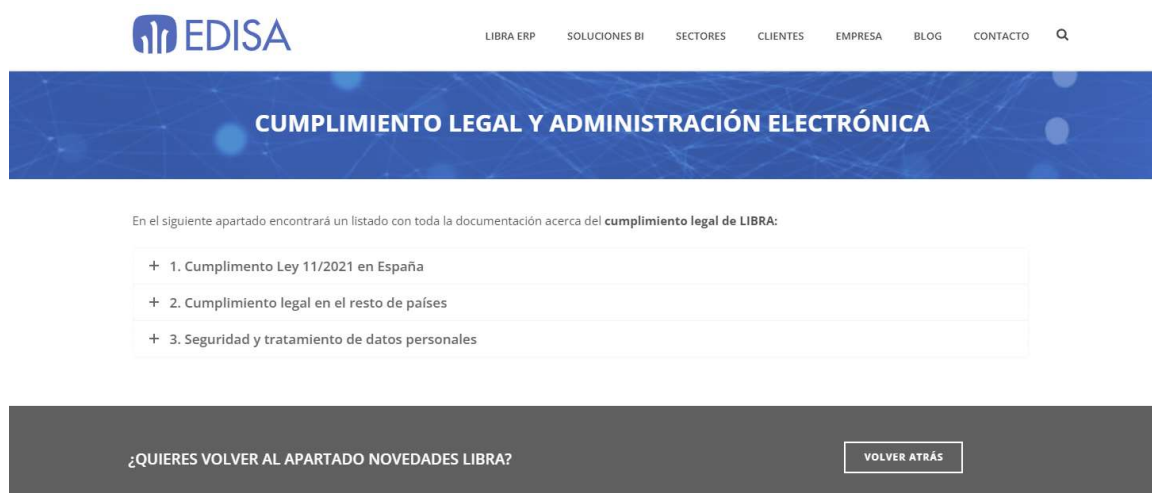 EDISA
LIBRA ERP SOLUCIONES BI SECTORES CLIENTES EMPRESA BLOG CONTACTO
CUMPLIMIENTO LEGAL Y ADMINISTRACIÓN ELECTRÓNICA
En el siguiente apartado encontrará un listado con toda la documentación acerca del cumplimiento legal de LIBRA:
+ 1. Cumplimento Ley 11/2021 en España
+ 2. Cumplimiento legal en el resto de países
+ 3. Seguridad y tratamiento de datos personales
¿QUIERES VOLVER AL APARTADO NOVEDADES LIBRA?
VOLVER ATRÁS